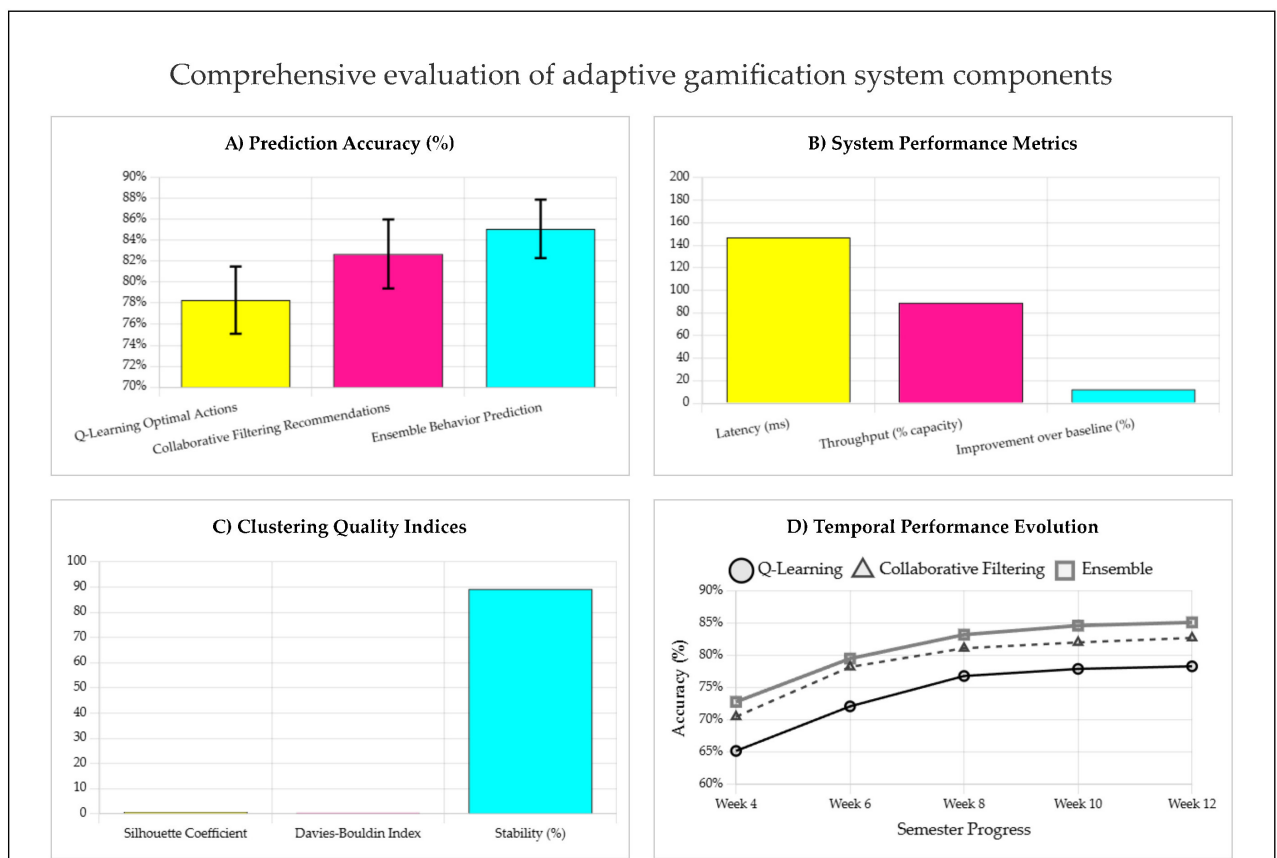 Comprehensive evaluation of adaptive gamification system components
A) Prediction Accuracy (%)
90%
88%
86%
84%
82%
80%
78%
76%
74%
72%
70%
Q-Learning Optimal Actions
Collaborative Filtering Recommendations
Ensemble Behavior Prediction
B) System Performance Metrics
200
180
160
140
120
100
80
60
40
20
0
Latency (ms)
Throughput (% capacity)
Improvement over baseline (%)
C) Clustering Quality Indices
100
90
80
70
60
50
40
30
20
10
0
Silhouette Coefficient
Davies-Bouldin Index
Stability (%)
D) Temporal Performance Evolution
Q-Learning
Collaborative Filtering
Ensemble
Accuracy (%)
90%
85%
80%
75%
70%
65%
60%
Week 4
Week 6
Week 8
Week 10
Week 12
Semester Progress